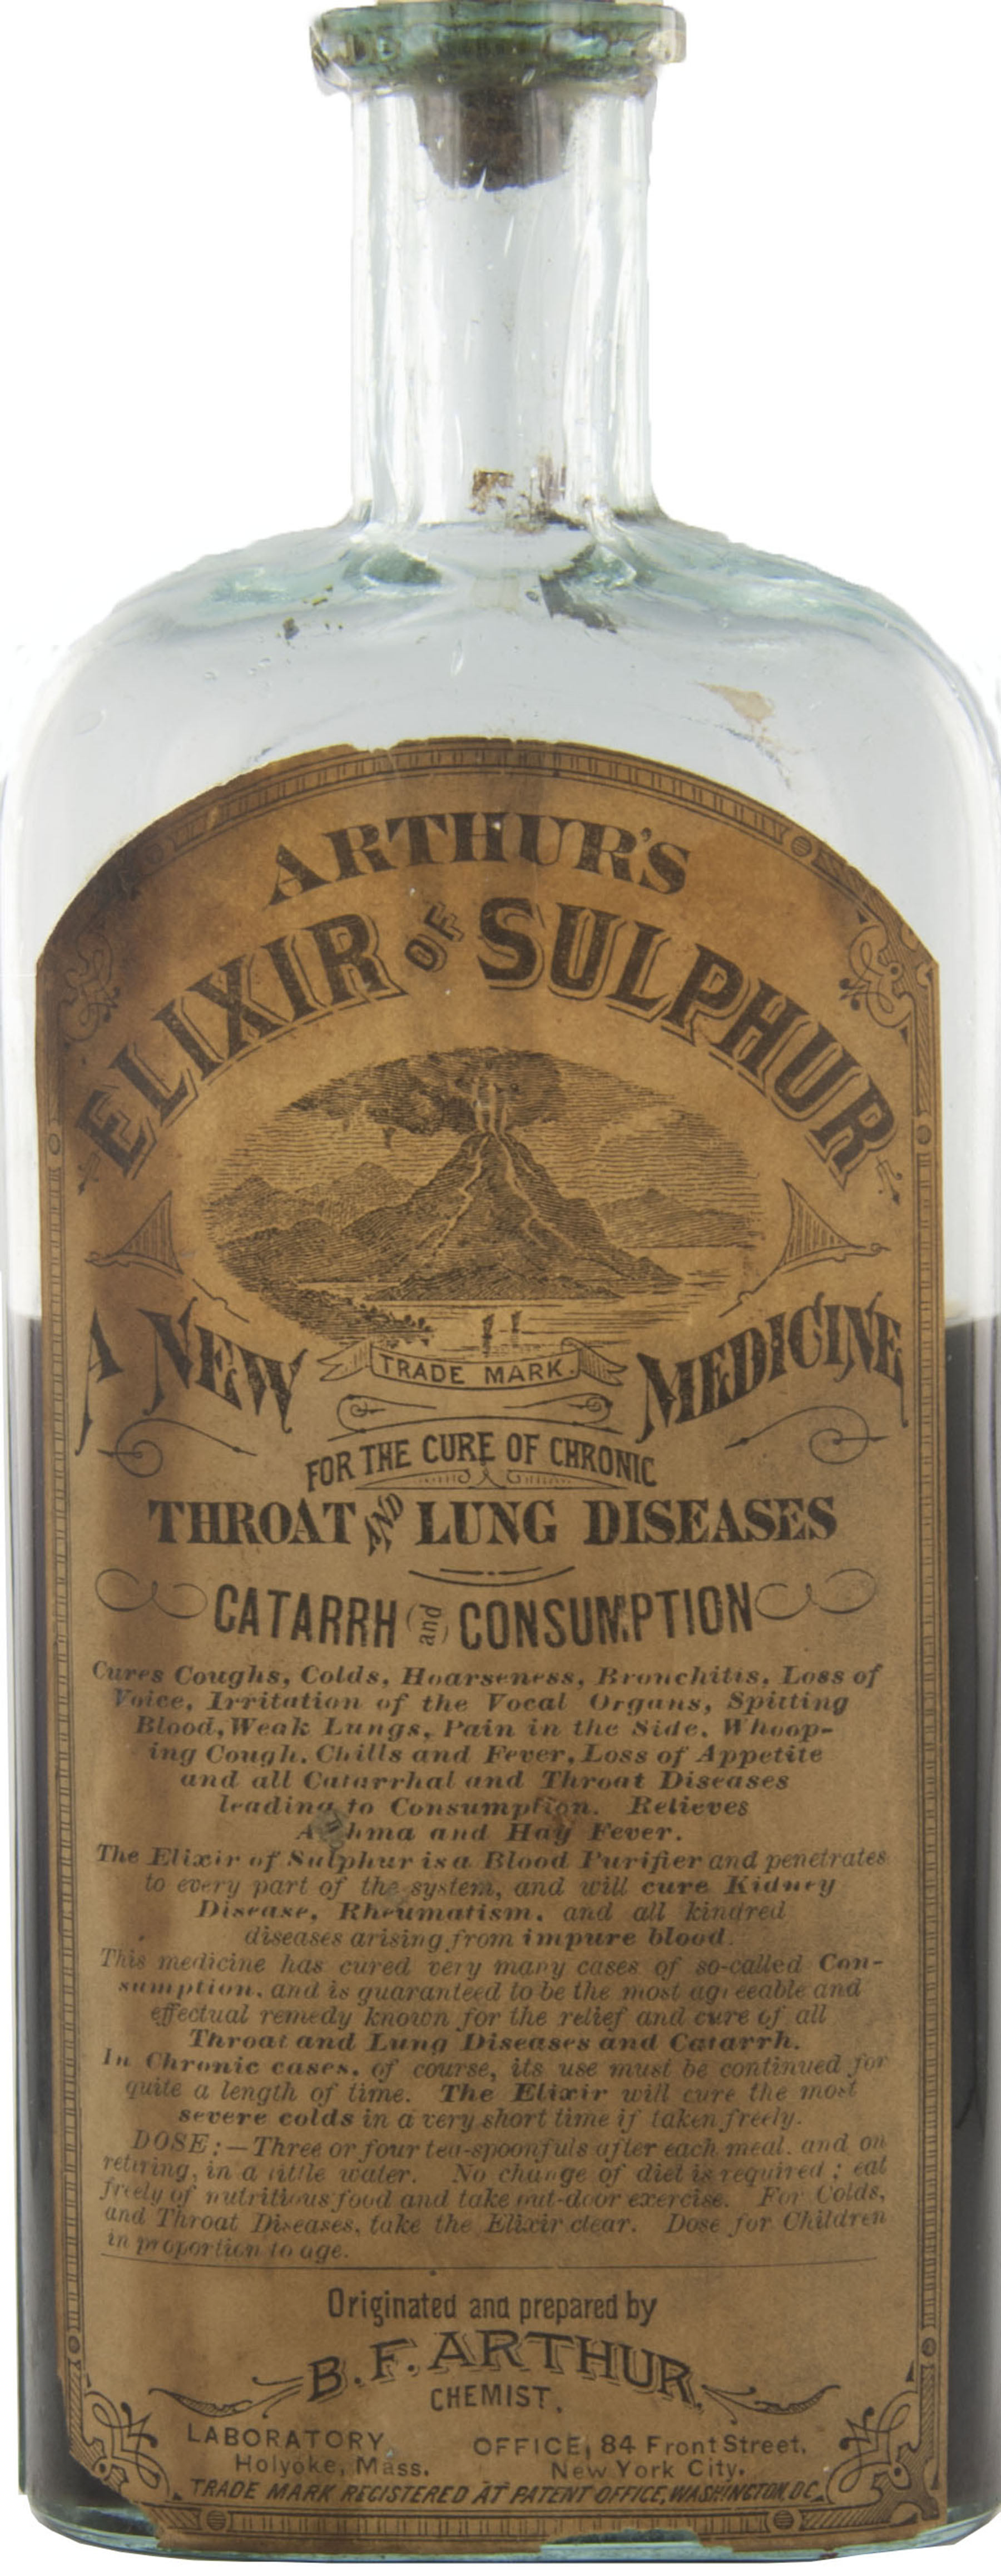 ARTHUR'S
ELIXIR OF SULPHUR
A NEW MEDICINE
TRADE MARK.
FOR THE CURE OF CHRONIC
THROAT AND LUNG DISEASES
CATARRH and CONSUMPTION
Cures Coughs, Colds, Hoarseness, Bronchitis, Loss of
Voice, Irritation of the Vocal Organs, Spitting
Blood, Weak Lungs, Pain in the Side, Whoop-
ing Cough, Chills and Fever, Loss of Appetite
and all Catarrhal and Throat Diseases
leading to Consumption. Relieves
Asthma and Hay Fever.
The Elixir of Sulphur is a Blood Purifier and penetrates
to every part of the system, and will cure Kidney
Disease, Rheumatism, and all kindred
diseases arising from impure blood.
This medicine has cured very many cases of so-called Con-
sumption, and is guaranteed to be the most agreeable and
effectual remedy known for the relief and cure of all
Throat and Lung Diseases and Catarrh.
In Chronic cases, of course, its use must be continued for
quite a length of time. The Elixir will cure the most
severe colds in a very short time if taken freely.
DOSE:—Three or four tea-spoonfuls after each meal, and on
retiring, in a little water. No change of diet is required; eat
freely of nutritious food and take out-door exercise. For Colds,
and Throat Diseases, take the Elixir clear. Dose for Children
in proportion to age.
Originated and prepared by
B. F. ARTHUR,
CHEMIST.
LABORATORY, OFFICE, 84 Front Street,
Holyoke, Mass. New York City.
TRADE MARK REGISTERED AT PATENT OFFICE, WASHINGTON, DC.